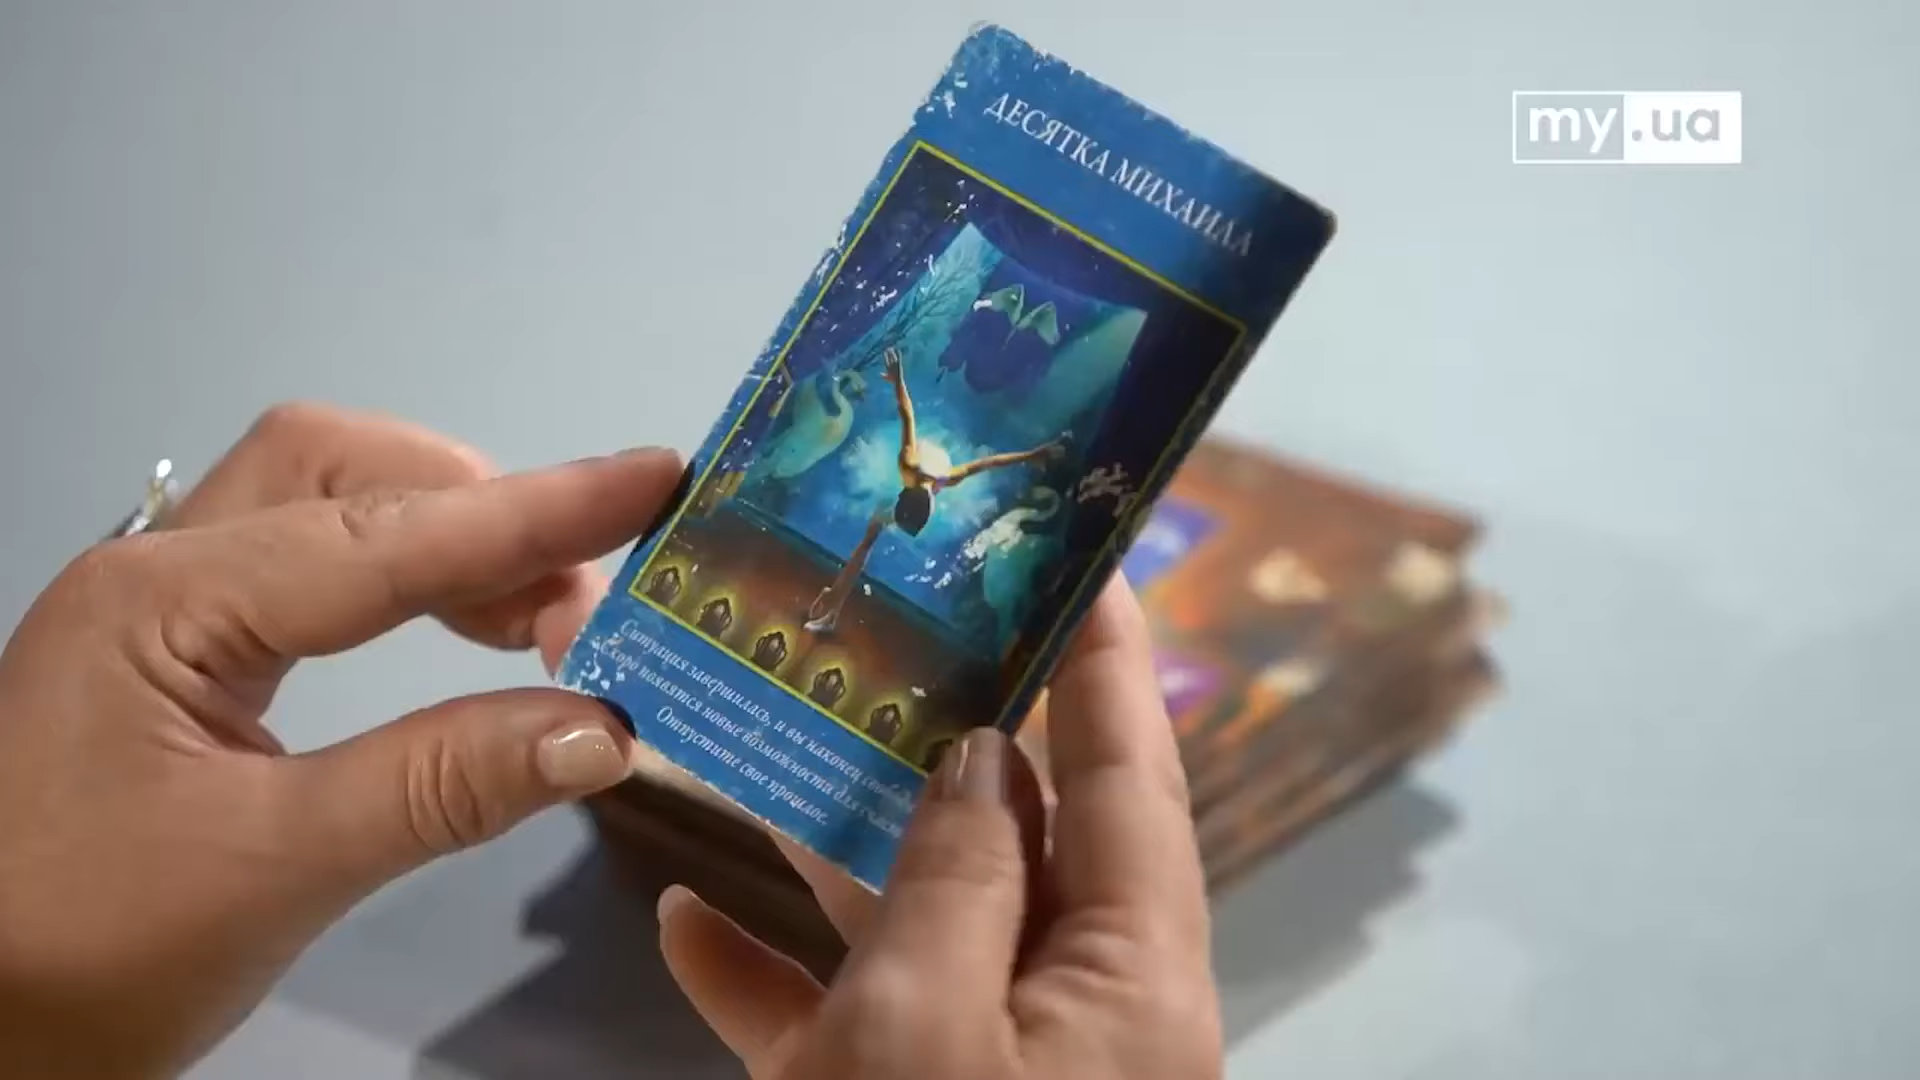 my.ua
ДЕСЯТКА МИХАИЛА
Ситуация завершилась, и вы наконец
Скоро появятся новые возможности для
Отпустите свое прошлое.